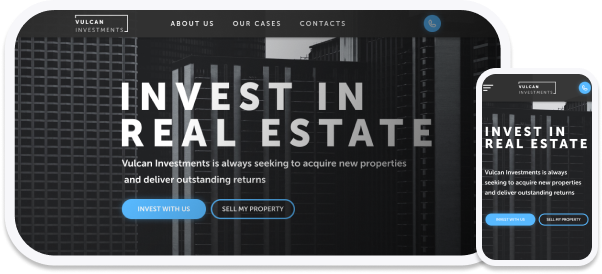 VULCAN
INVESTMENTS
ABOUT US OUR CASES CONTACTS
INVEST IN
REAL ESTATE
Vulcan Investments is always seeking to acquire new properties
and deliver outstanding returns
INVEST WITH US SELL MY PROPERTY
VULCAN
INVESTMENTS
INVEST IN
REAL ESTATE
Vulcan Investments is always
seeking to acquire new properties
and deliver outstanding returns
INVEST WITH US SELL MY PROPERTY